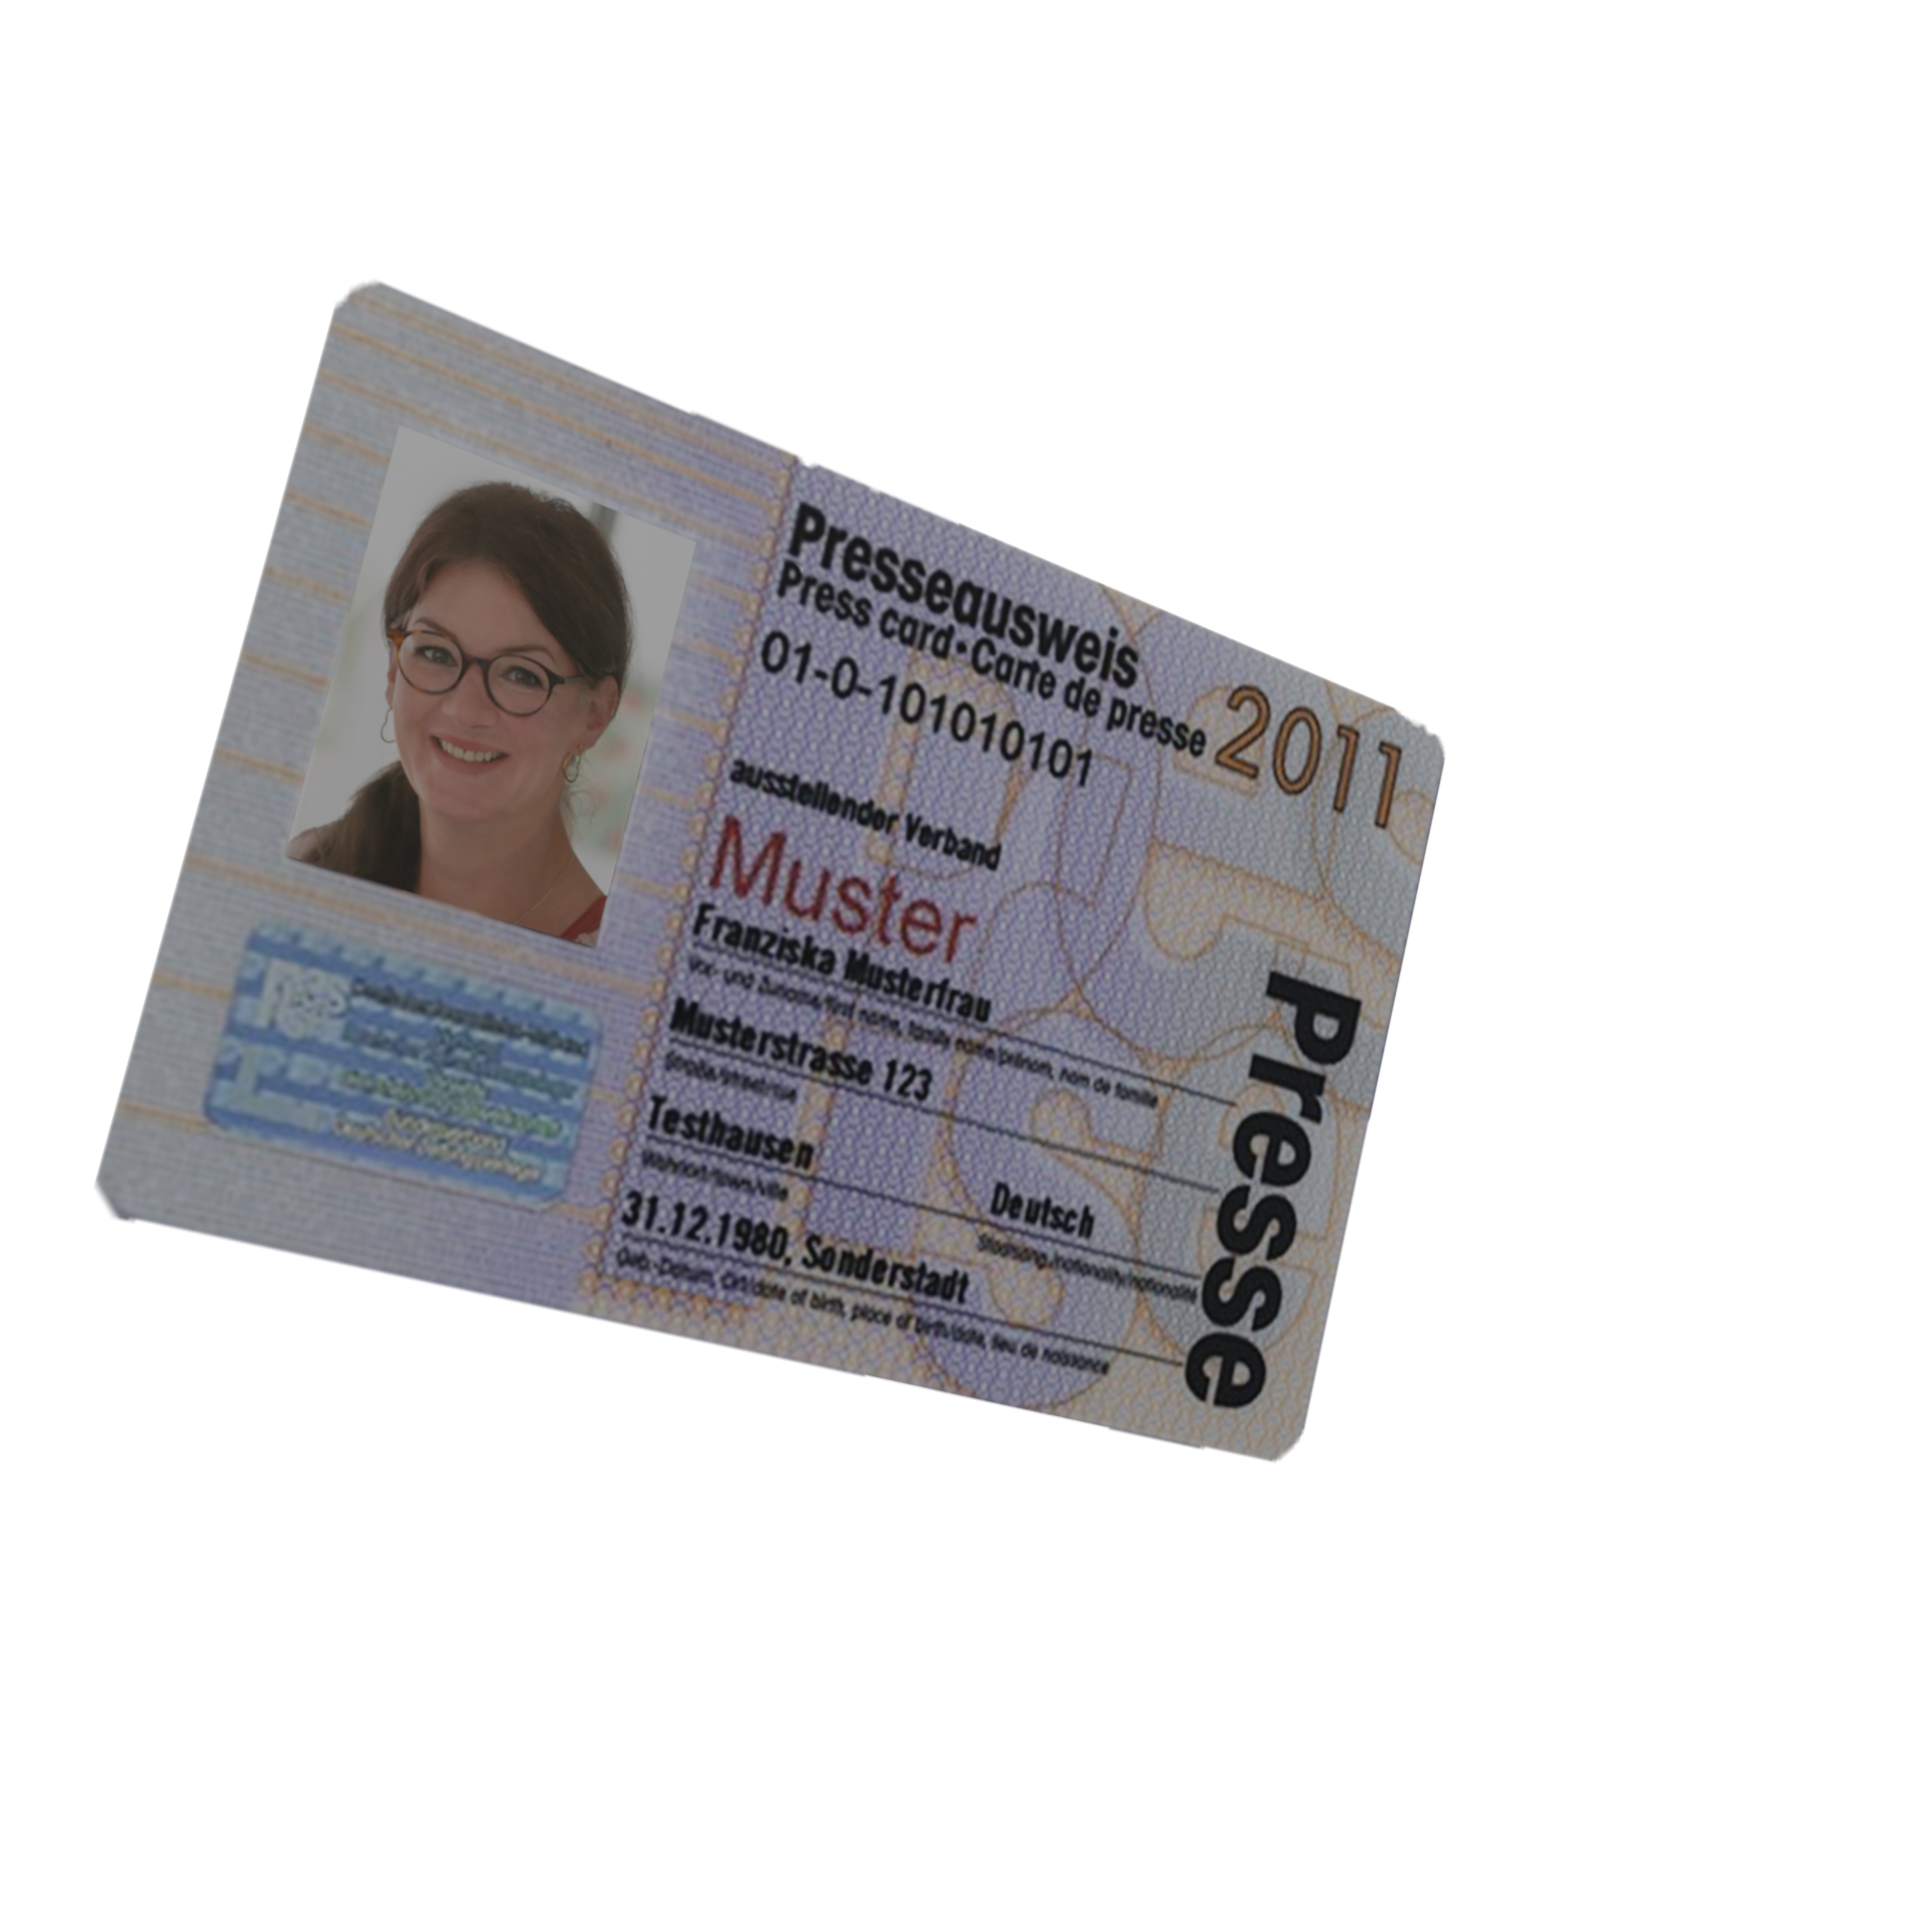 Presseausweis
Press card•Carte de presse
2011
01-0-101010101
ausstellender Verband
Muster
Franziska Musterfrau
Vor- und Zuname/first name, family name/prénom, nom de famille
Musterstrasse 123
Straße/street/rue
Testhausen
Wohnort/town/ville
Deutsch
Staatsang./nationality/nationalité
31.12.1980, Sonderstadt
Geb.-Datum, Ort/date of birth, place of birth/date, lieu de naissance
Presse